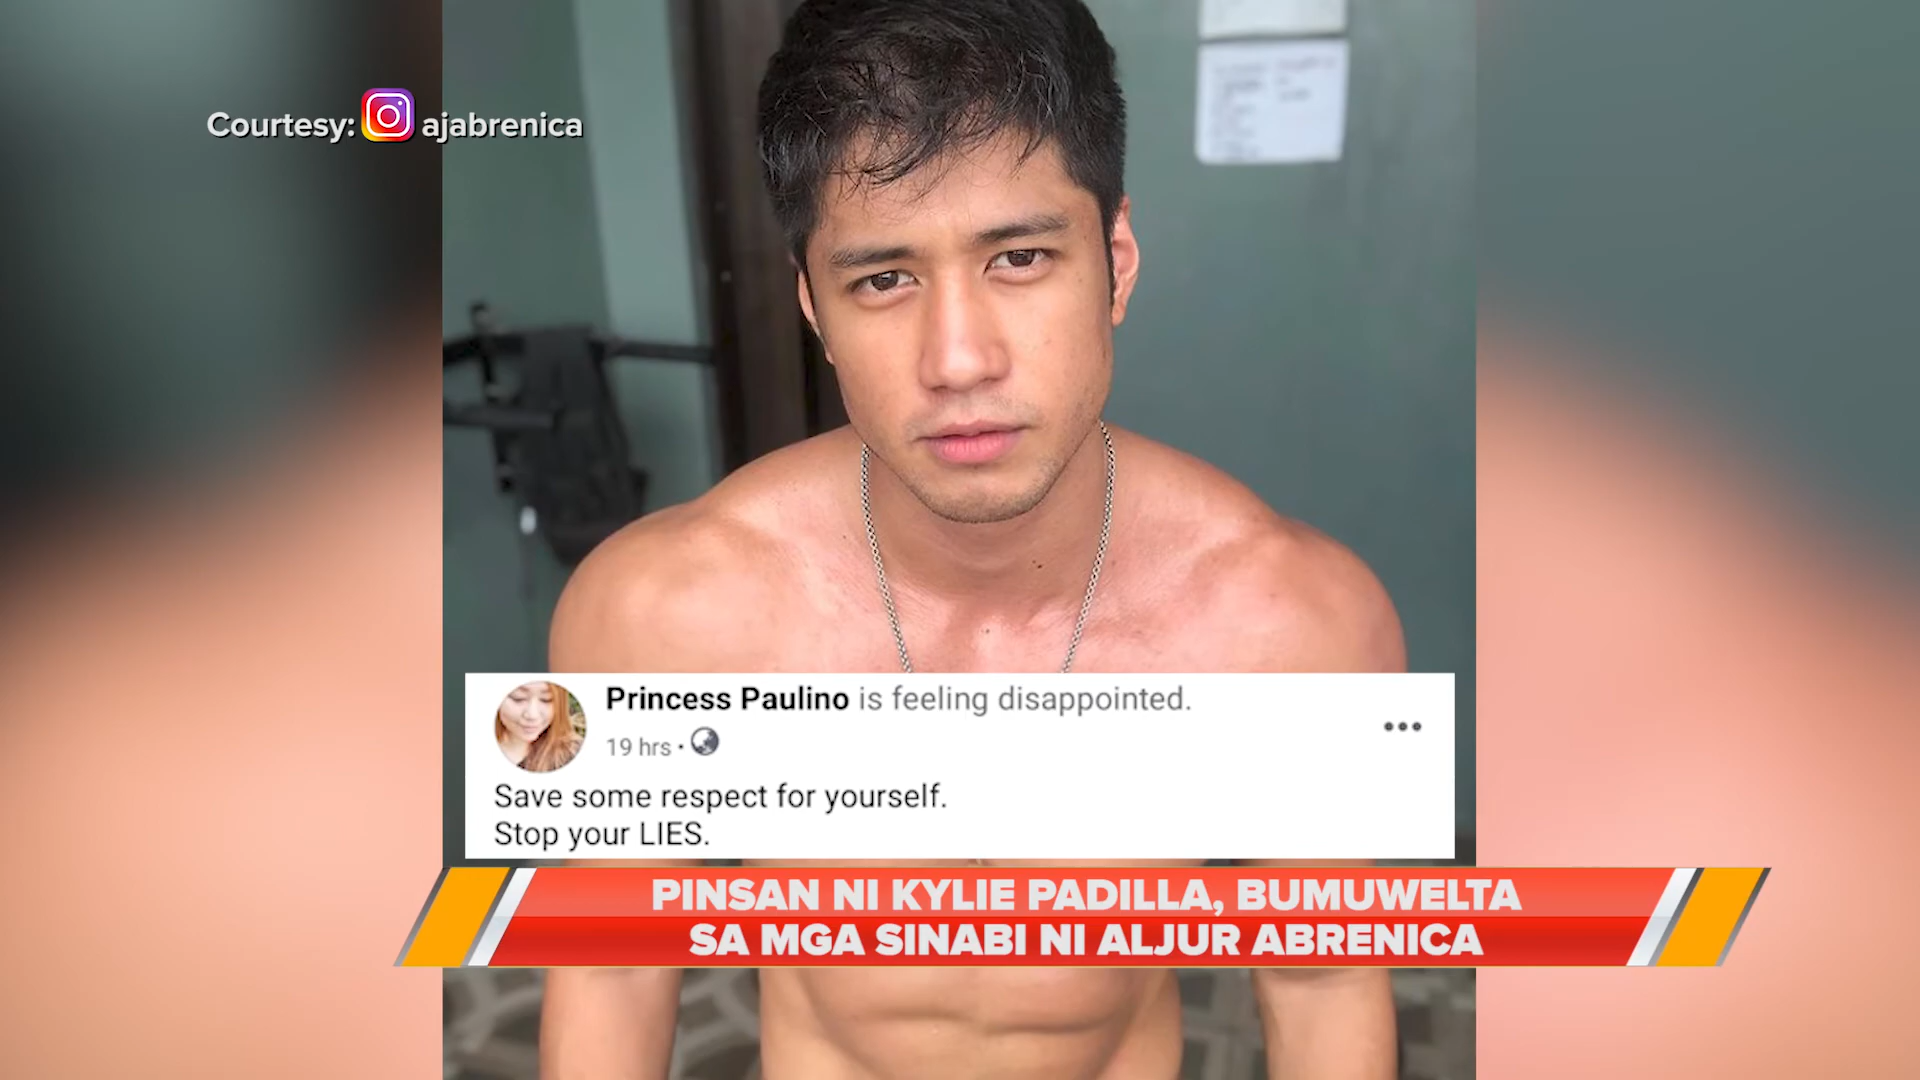 Courtesy: ajabrenica
Princess Paulino is feeling disappointed.
19 hrs •
Save some respect for yourself.
Stop your LIES.
PINSAN NI KYLIE PADILLA, BUMUWELTA
SA MGA SINABI NI ALJUR ABRENICA